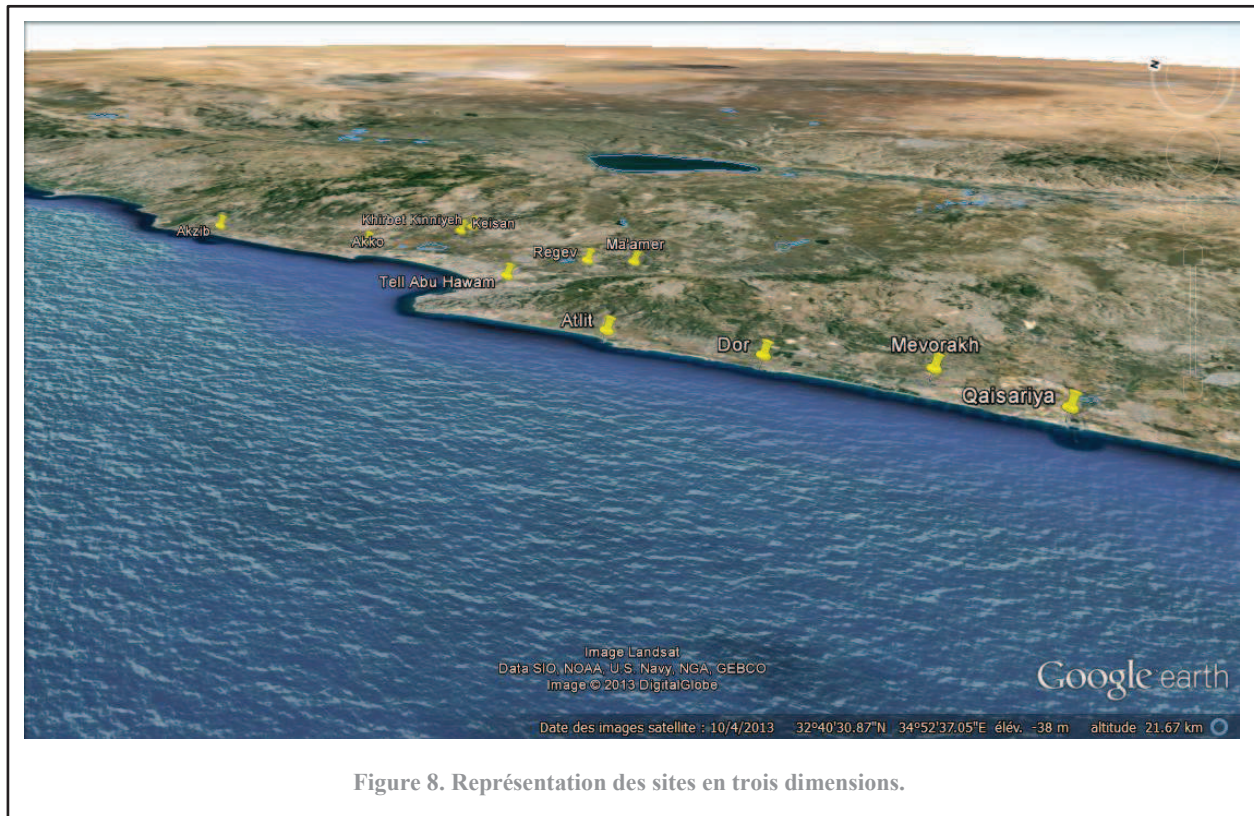 N
Akzib
Khirbet Kinniyeh
Keisan
Akko
Regev
Ma'amer
Tell Abu Hawam
Atlit
Dor
Mevorakh
Qaisariya
Image Landsat
Data SIO, NOAA, U.S. Navy, NGA, GEBCO
Image © 2013 DigitalGlobe
Google earth
Date des images satellite : 10/4/2013 32°40'30.87"N 34°52'37.05"E élév. -38 m altitude 21.67 km
Figure 8. Représentation des sites en trois dimensions.